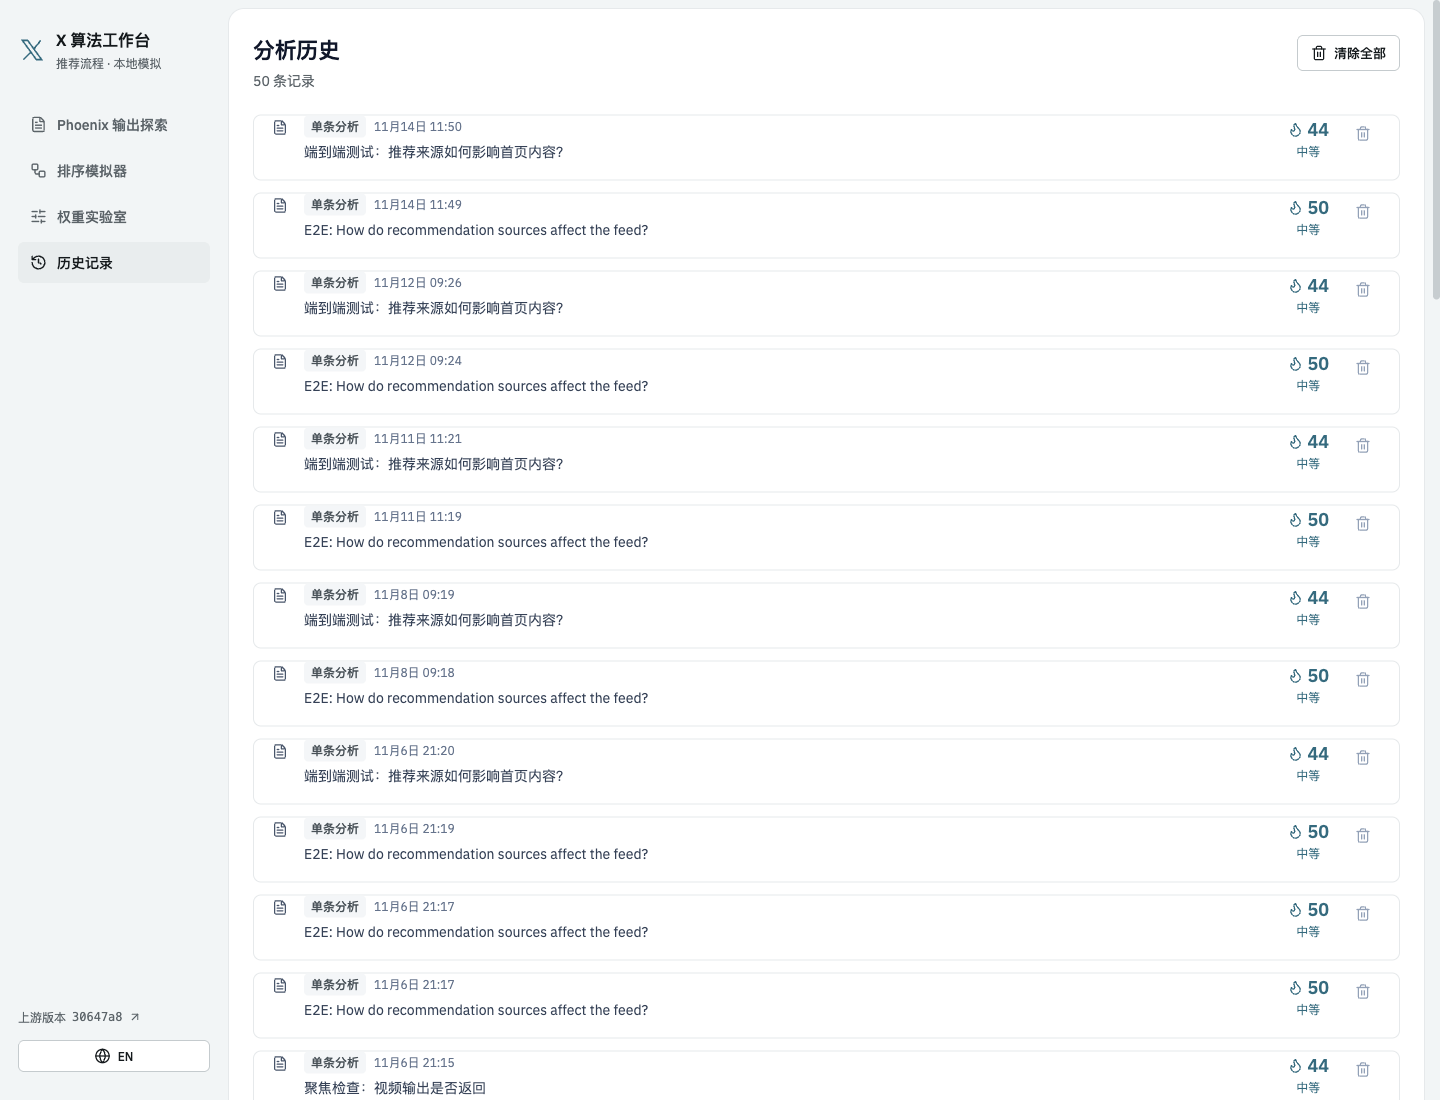 X 算法工作台
推荐流程 · 本地模拟
Phoenix 输出探索
排序模拟器
权重实验室
历史记录
上游版本 30647a8
EN
分析历史
50 条记录
清除全部
单条分析 11月14日 11:50
端到端测试：推荐来源如何影响首页内容?
44
中等
单条分析 11月14日 11:49
E2E: How do recommendation sources affect the feed?
50
中等
单条分析 11月12日 09:26
端到端测试：推荐来源如何影响首页内容?
44
中等
单条分析 11月12日 09:24
E2E: How do recommendation sources affect the feed?
50
中等
单条分析 11月11日 11:21
端到端测试：推荐来源如何影响首页内容?
44
中等
单条分析 11月11日 11:19
E2E: How do recommendation sources affect the feed?
50
中等
单条分析 11月8日 09:19
端到端测试：推荐来源如何影响首页内容?
44
中等
单条分析 11月8日 09:18
E2E: How do recommendation sources affect the feed?
50
中等
单条分析 11月6日 21:20
端到端测试：推荐来源如何影响首页内容?
44
中等
单条分析 11月6日 21:19
E2E: How do recommendation sources affect the feed?
50
中等
单条分析 11月6日 21:17
E2E: How do recommendation sources affect the feed?
50
中等
单条分析 11月6日 21:17
E2E: How do recommendation sources affect the feed?
50
中等
单条分析 11月6日 21:15
聚焦检查：视频输出是否返回
44
中等